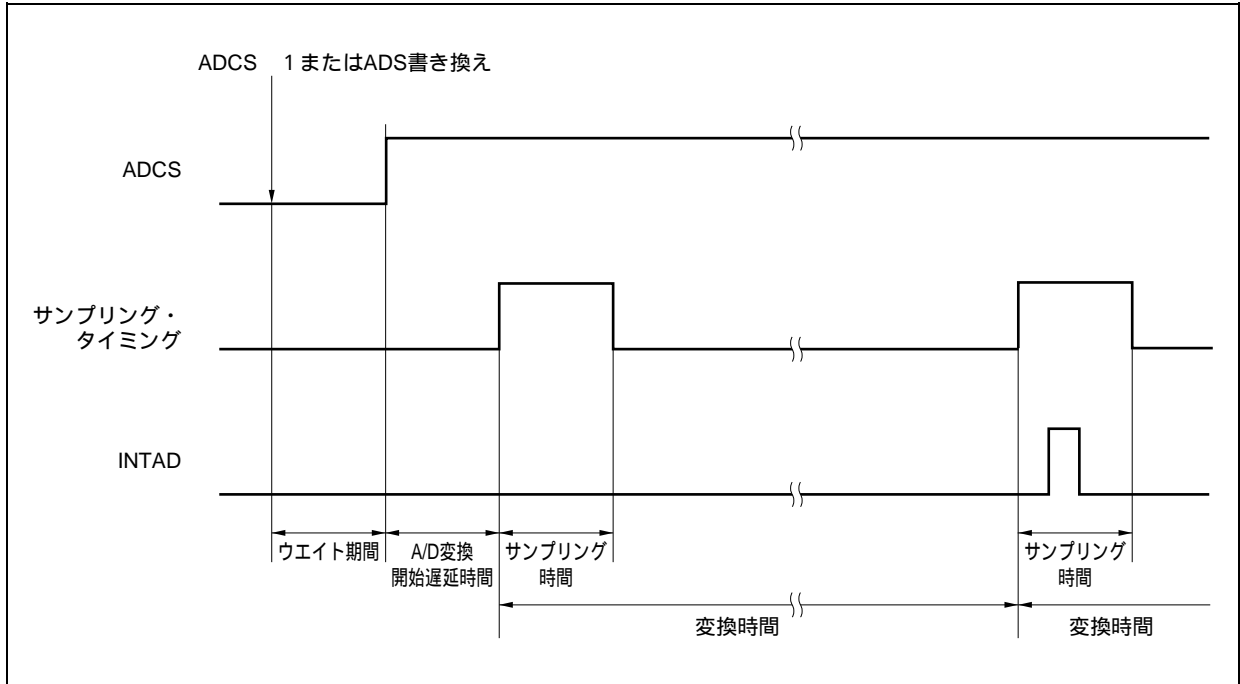 ADCS 1またはADS書き換え
ADCS
サンプリング・
タイミング
INTAD
ウエイト期間
A/D変換
開始遅延時間
サンプリング
時間
サンプリング
時間
変換時間
変換時間